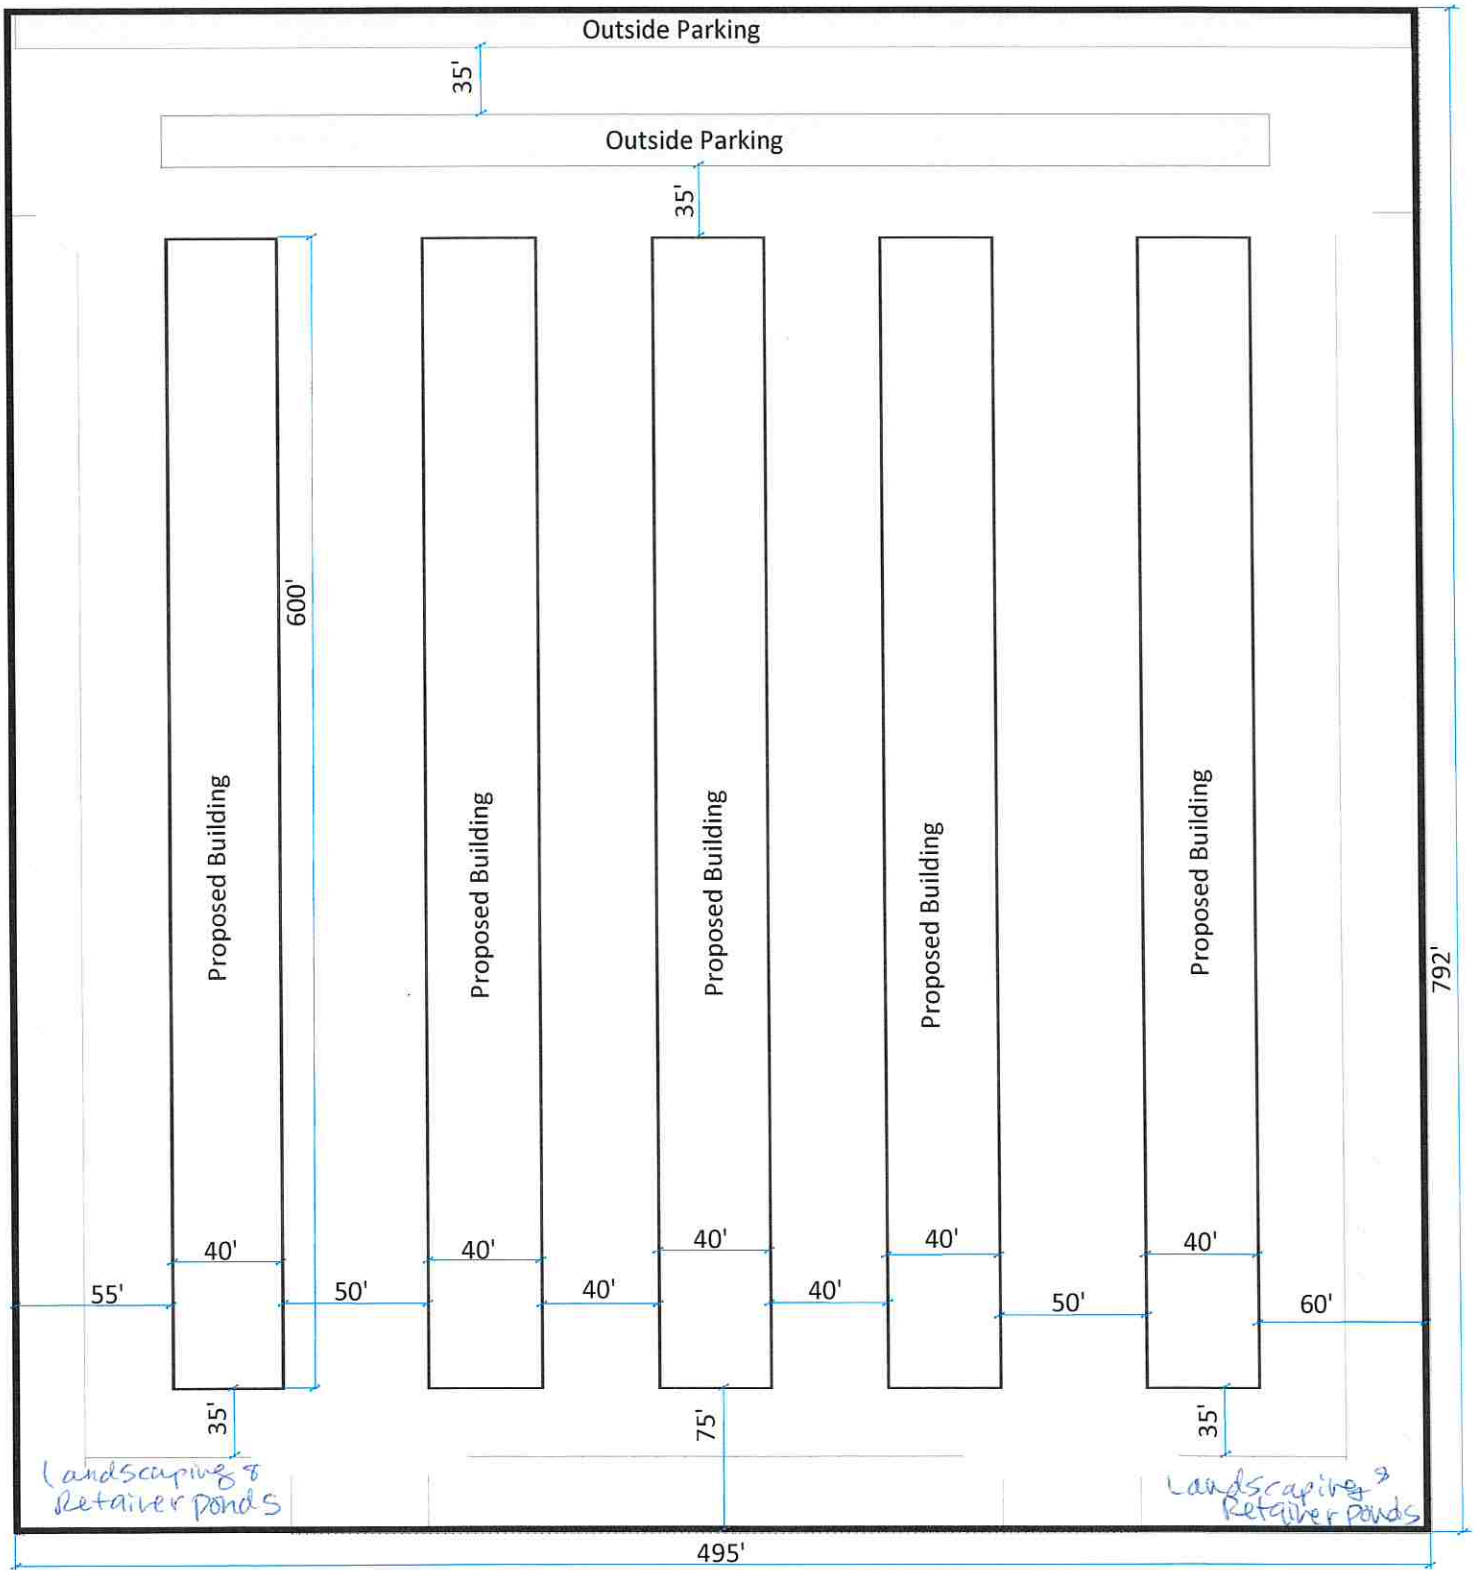 Outside Parking
35'
Outside Parking
35'
600'
Proposed Building
Proposed Building
Proposed Building
Proposed Building
Proposed Building
792'
40'
40'
40'
40'
40'
55'
50'
40'
40'
50'
60'
35'
75'
35'
Landscaping &
Retainer ponds
Landscaping &
Retainer ponds
495'